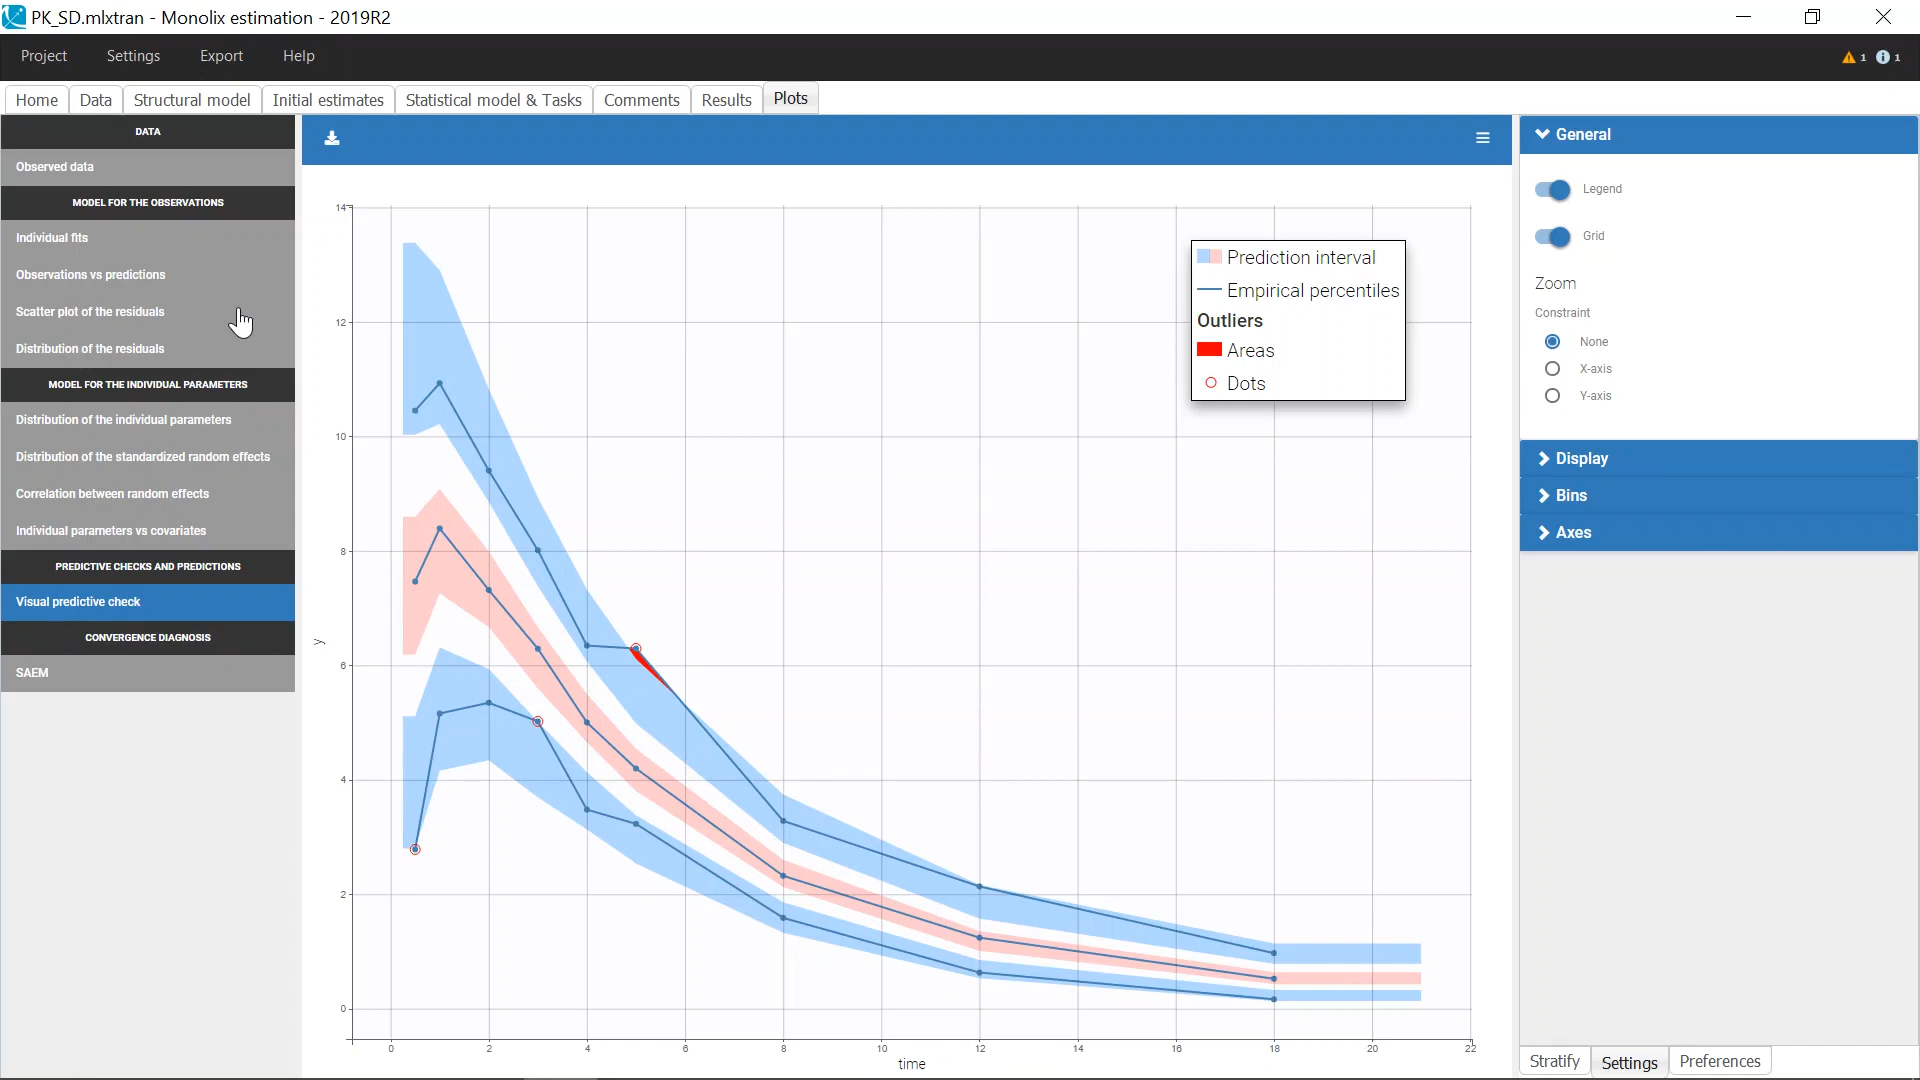 PK_SD.mlxtran - Monolix estimation - 2019R2
Project Settings Export Help
1 1
Home Data Structural model Initial estimates Statistical model & Tasks Comments Results Plots
DATA
Observed data
MODEL FOR THE OBSERVATIONS
Individual fits
Observations vs predictions
Scatter plot of the residuals
Distribution of the residuals
MODEL FOR THE INDIVIDUAL PARAMETERS
Distribution of the individual parameters
Distribution of the standardized random effects
Correlation between random effects
Individual parameters vs covariates
PREDICTIVE CHECKS AND PREDICTIONS
Visual predictive check
CONVERGENCE DIAGNOSIS
SAEM
14
12
10
8
6
4
2
0
y
0 2 4 6 8 10 12 14 16 18 20 22
time
Prediction interval
Empirical percentiles
Outliers
Areas
Dots
General
Legend
Grid
Zoom
Constraint
None
X-axis
Y-axis
Display
Bins
Axes
Stratify Settings Preferences